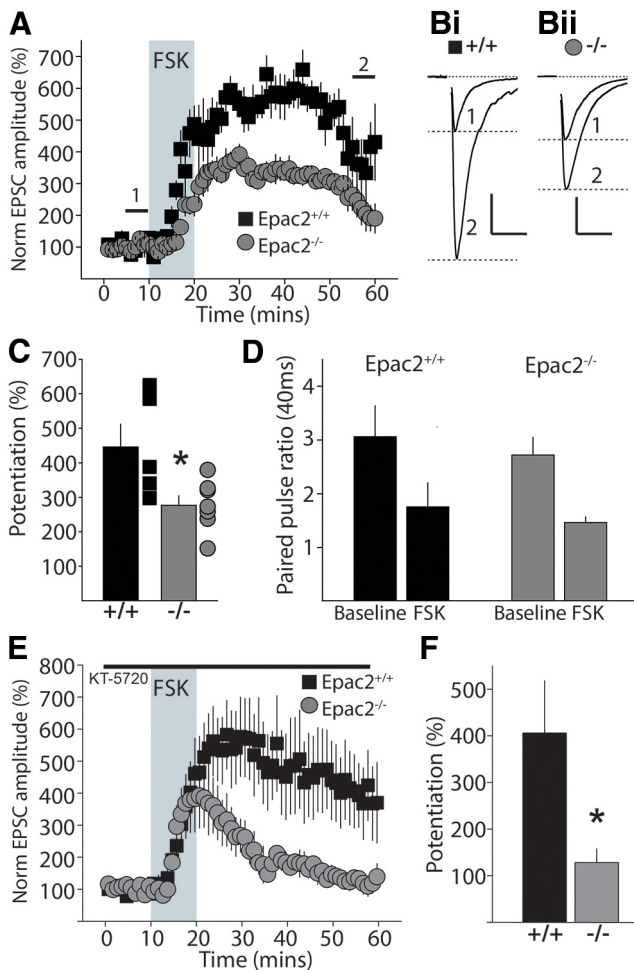 A
Norm EPSC amplitude (%)
700
600
500
400
300
200
100
FSK
1
2
Epac2+/+
Epac2-/-
0 10 20 30 40 50 60
Time (mins)
Bi
+/+
1
2
Bii
-/-
1
2
C
Potentiation (%)
700
600
500
400
300
200
100
*
+/+ -/-
D
Paired pulse ratio (40ms)
4
3
2
1
Epac2+/+ Epac2-/-
Baseline FSK Baseline FSK
E
Norm EPSC amplitude (%)
800
700
600
500
400
300
200
100
KT-5720
FSK
Epac2+/+
Epac2-/-
0 10 20 30 40 50 60
Time (mins)
F
Potentiation (%)
500
400
300
200
100
*
+/+ -/-